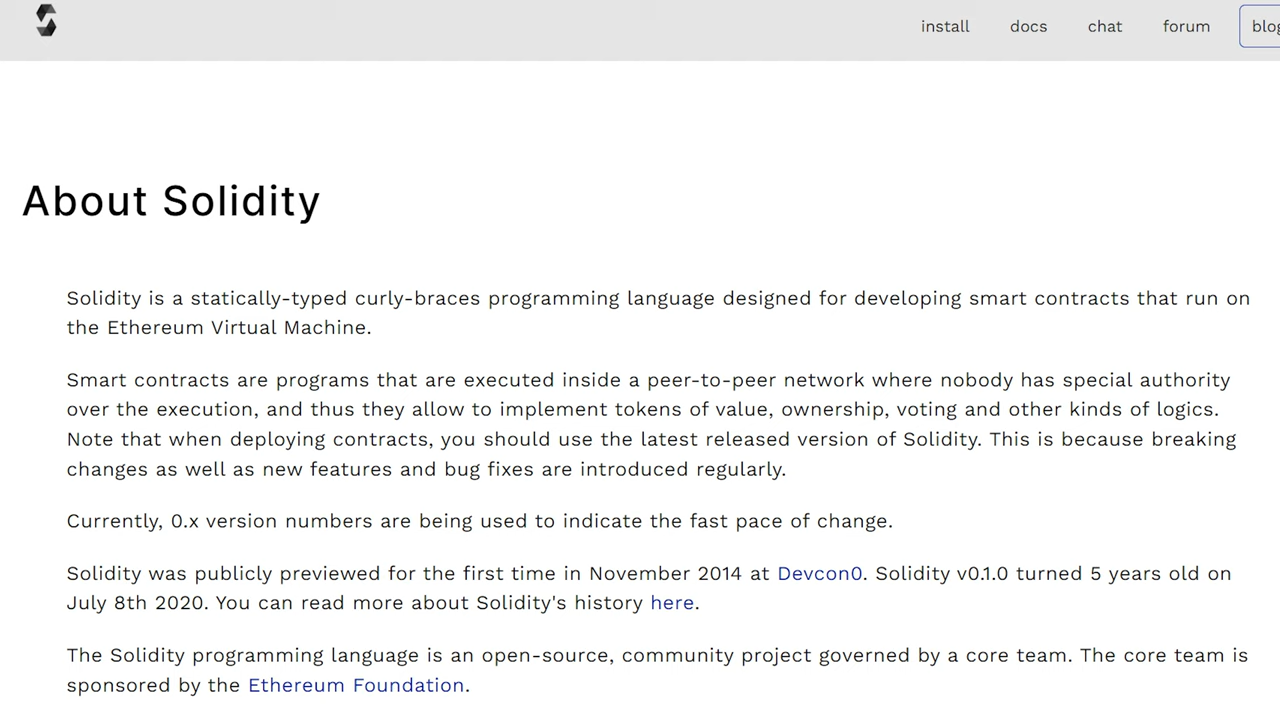 install docs chat forum blog
About Solidity
Solidity is a statically-typed curly-braces programming language designed for developing smart contracts that run on
the Ethereum Virtual Machine.
Smart contracts are programs that are executed inside a peer-to-peer network where nobody has special authority
over the execution, and thus they allow to implement tokens of value, ownership, voting and other kinds of logics.
Note that when deploying contracts, you should use the latest released version of Solidity. This is because breaking
changes as well as new features and bug fixes are introduced regularly.
Currently, 0.x version numbers are being used to indicate the fast pace of change.
Solidity was publicly previewed for the first time in November 2014 at Devcon0. Solidity v0.1.0 turned 5 years old on
July 8th 2020. You can read more about Solidity's history here.
The Solidity programming language is an open-source, community project governed by a core team. The core team is
sponsored by the Ethereum Foundation.